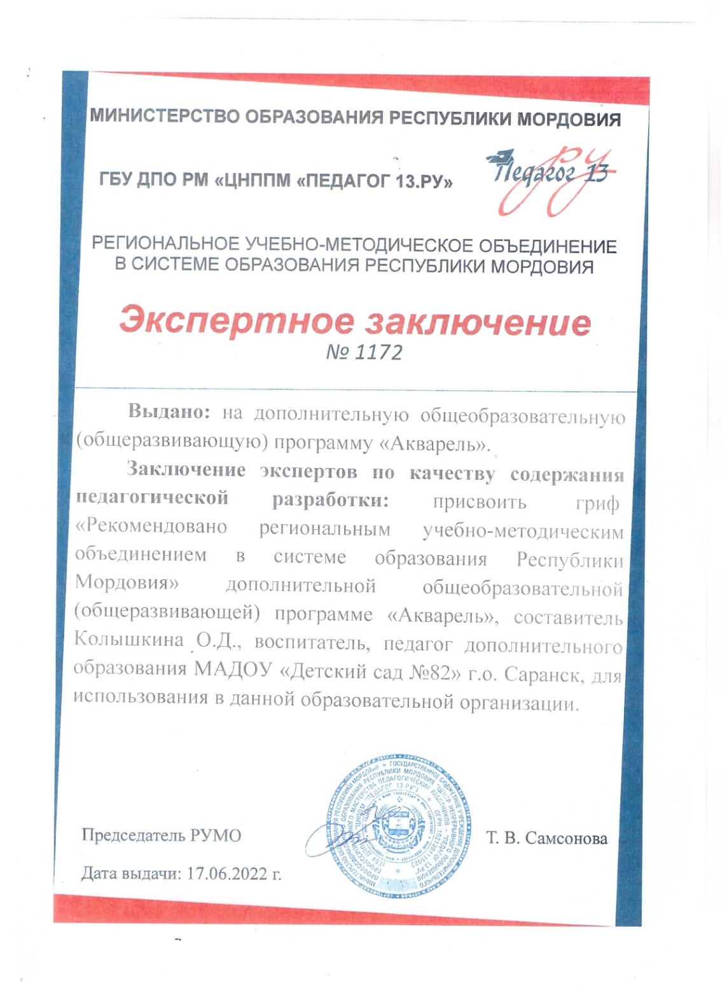 МИНИСТЕРСТВО ОБРАЗОВАНИЯ РЕСПУБЛИКИ МОРДОВИЯ
ГБУ ДПО РМ «ЦНППМ «ПЕДАГОГ 13.РУ»
Педагог 13
РУ
РЕГИОНАЛЬНОЕ УЧЕБНО-МЕТОДИЧЕСКОЕ ОБЪЕДИНЕНИЕ
В СИСТЕМЕ ОБРАЗОВАНИЯ РЕСПУБЛИКИ МОРДОВИЯ
Экспертное заключение
№ 1172
Выдано: на дополнительную общеобразовательную
(общеразвивающую) программу «Акварель».
Заключение экспертов по качеству содержания
педагогической разработки: присвоить гриф
«Рекомендовано региональным учебно-методическим
объединением в системе образования Республики
Мордовия» дополнительной общеобразовательной
(общеразвивающей) программе «Акварель», составитель
Колышкина О.Д., воспитатель, педагог дополнительного
образования МАДОУ «Детский сад №82» г.о. Саранск, для
использования в данной образовательной организации.
Председатель РУМО
Т. В. Самсонова
Дата выдачи: 17.06.2022 г.